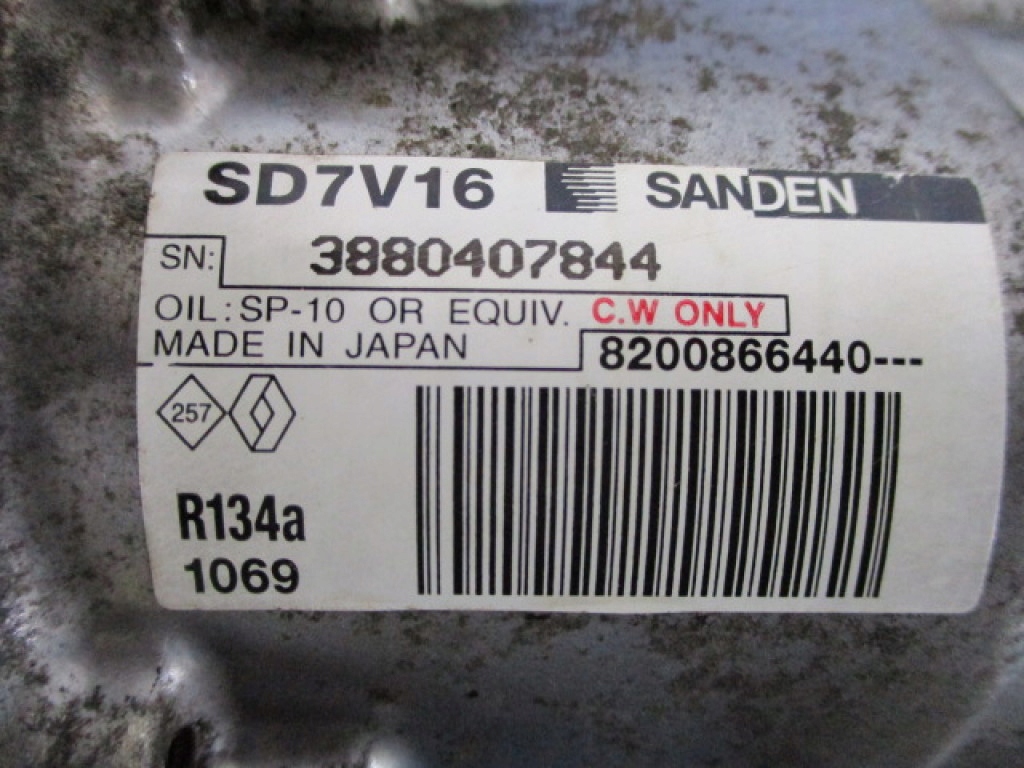 SD7V16 SANDEN
SN: 3880407844
OIL: SP-10 OR EQUIV. C.W ONLY
MADE IN JAPAN 8200866440---
257
R134a
1069